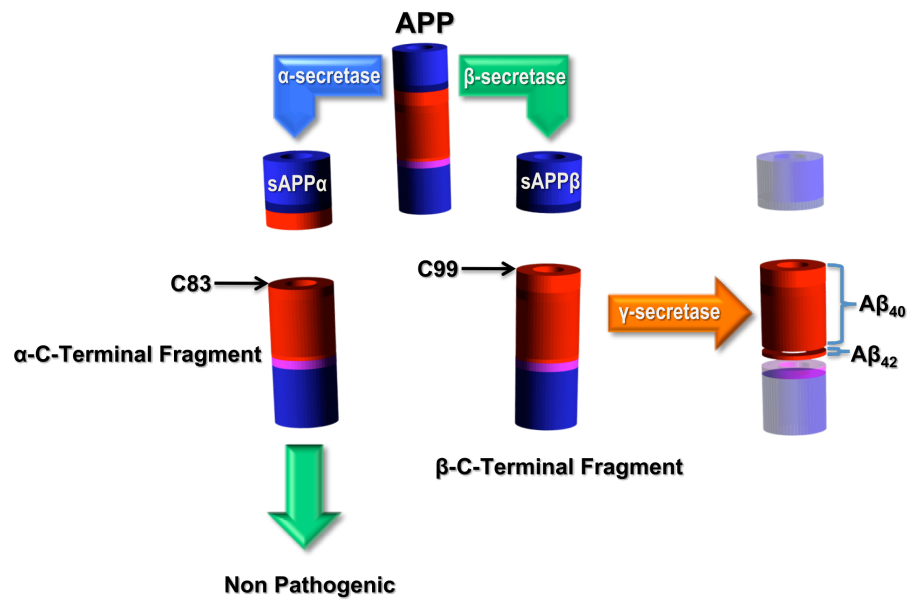 APP
α-secretase
β-secretase
sAPPα
sAPPβ
C83
C99
γ-secretase
Aβ40
Aβ42
α-C-Terminal Fragment
β-C-Terminal Fragment
Non Pathogenic